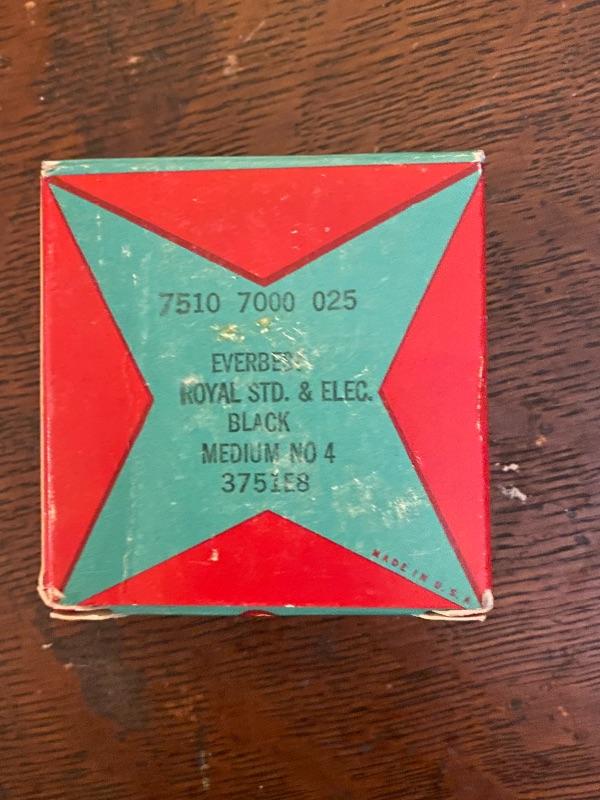 7510 7000 025
ROYAL STD. & ELEC.
BLACK
MEDIUM NO 4
3751E8
MADE IN U.S.A